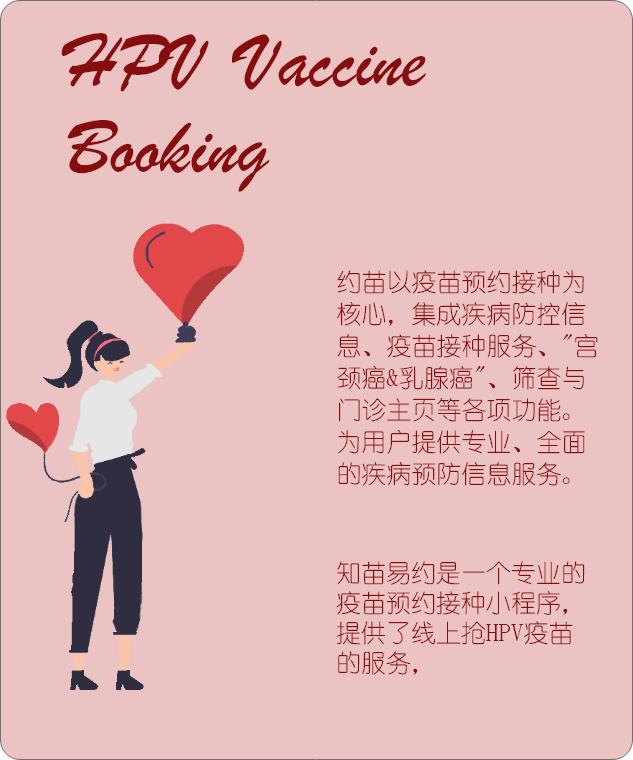 HPV Vaccine
Booking
约苗以疫苗预约接种为
核心，集成疾病防控信
息、疫苗接种服务、"宫
颈癌&乳腺癌"、筛查与
门诊主页等各项功能。
为用户提供专业、全面
的疾病预防信息服务。
知苗易约是一个专业的
疫苗预约接种小程序，
提供了线上抢HPV疫苗
的服务，